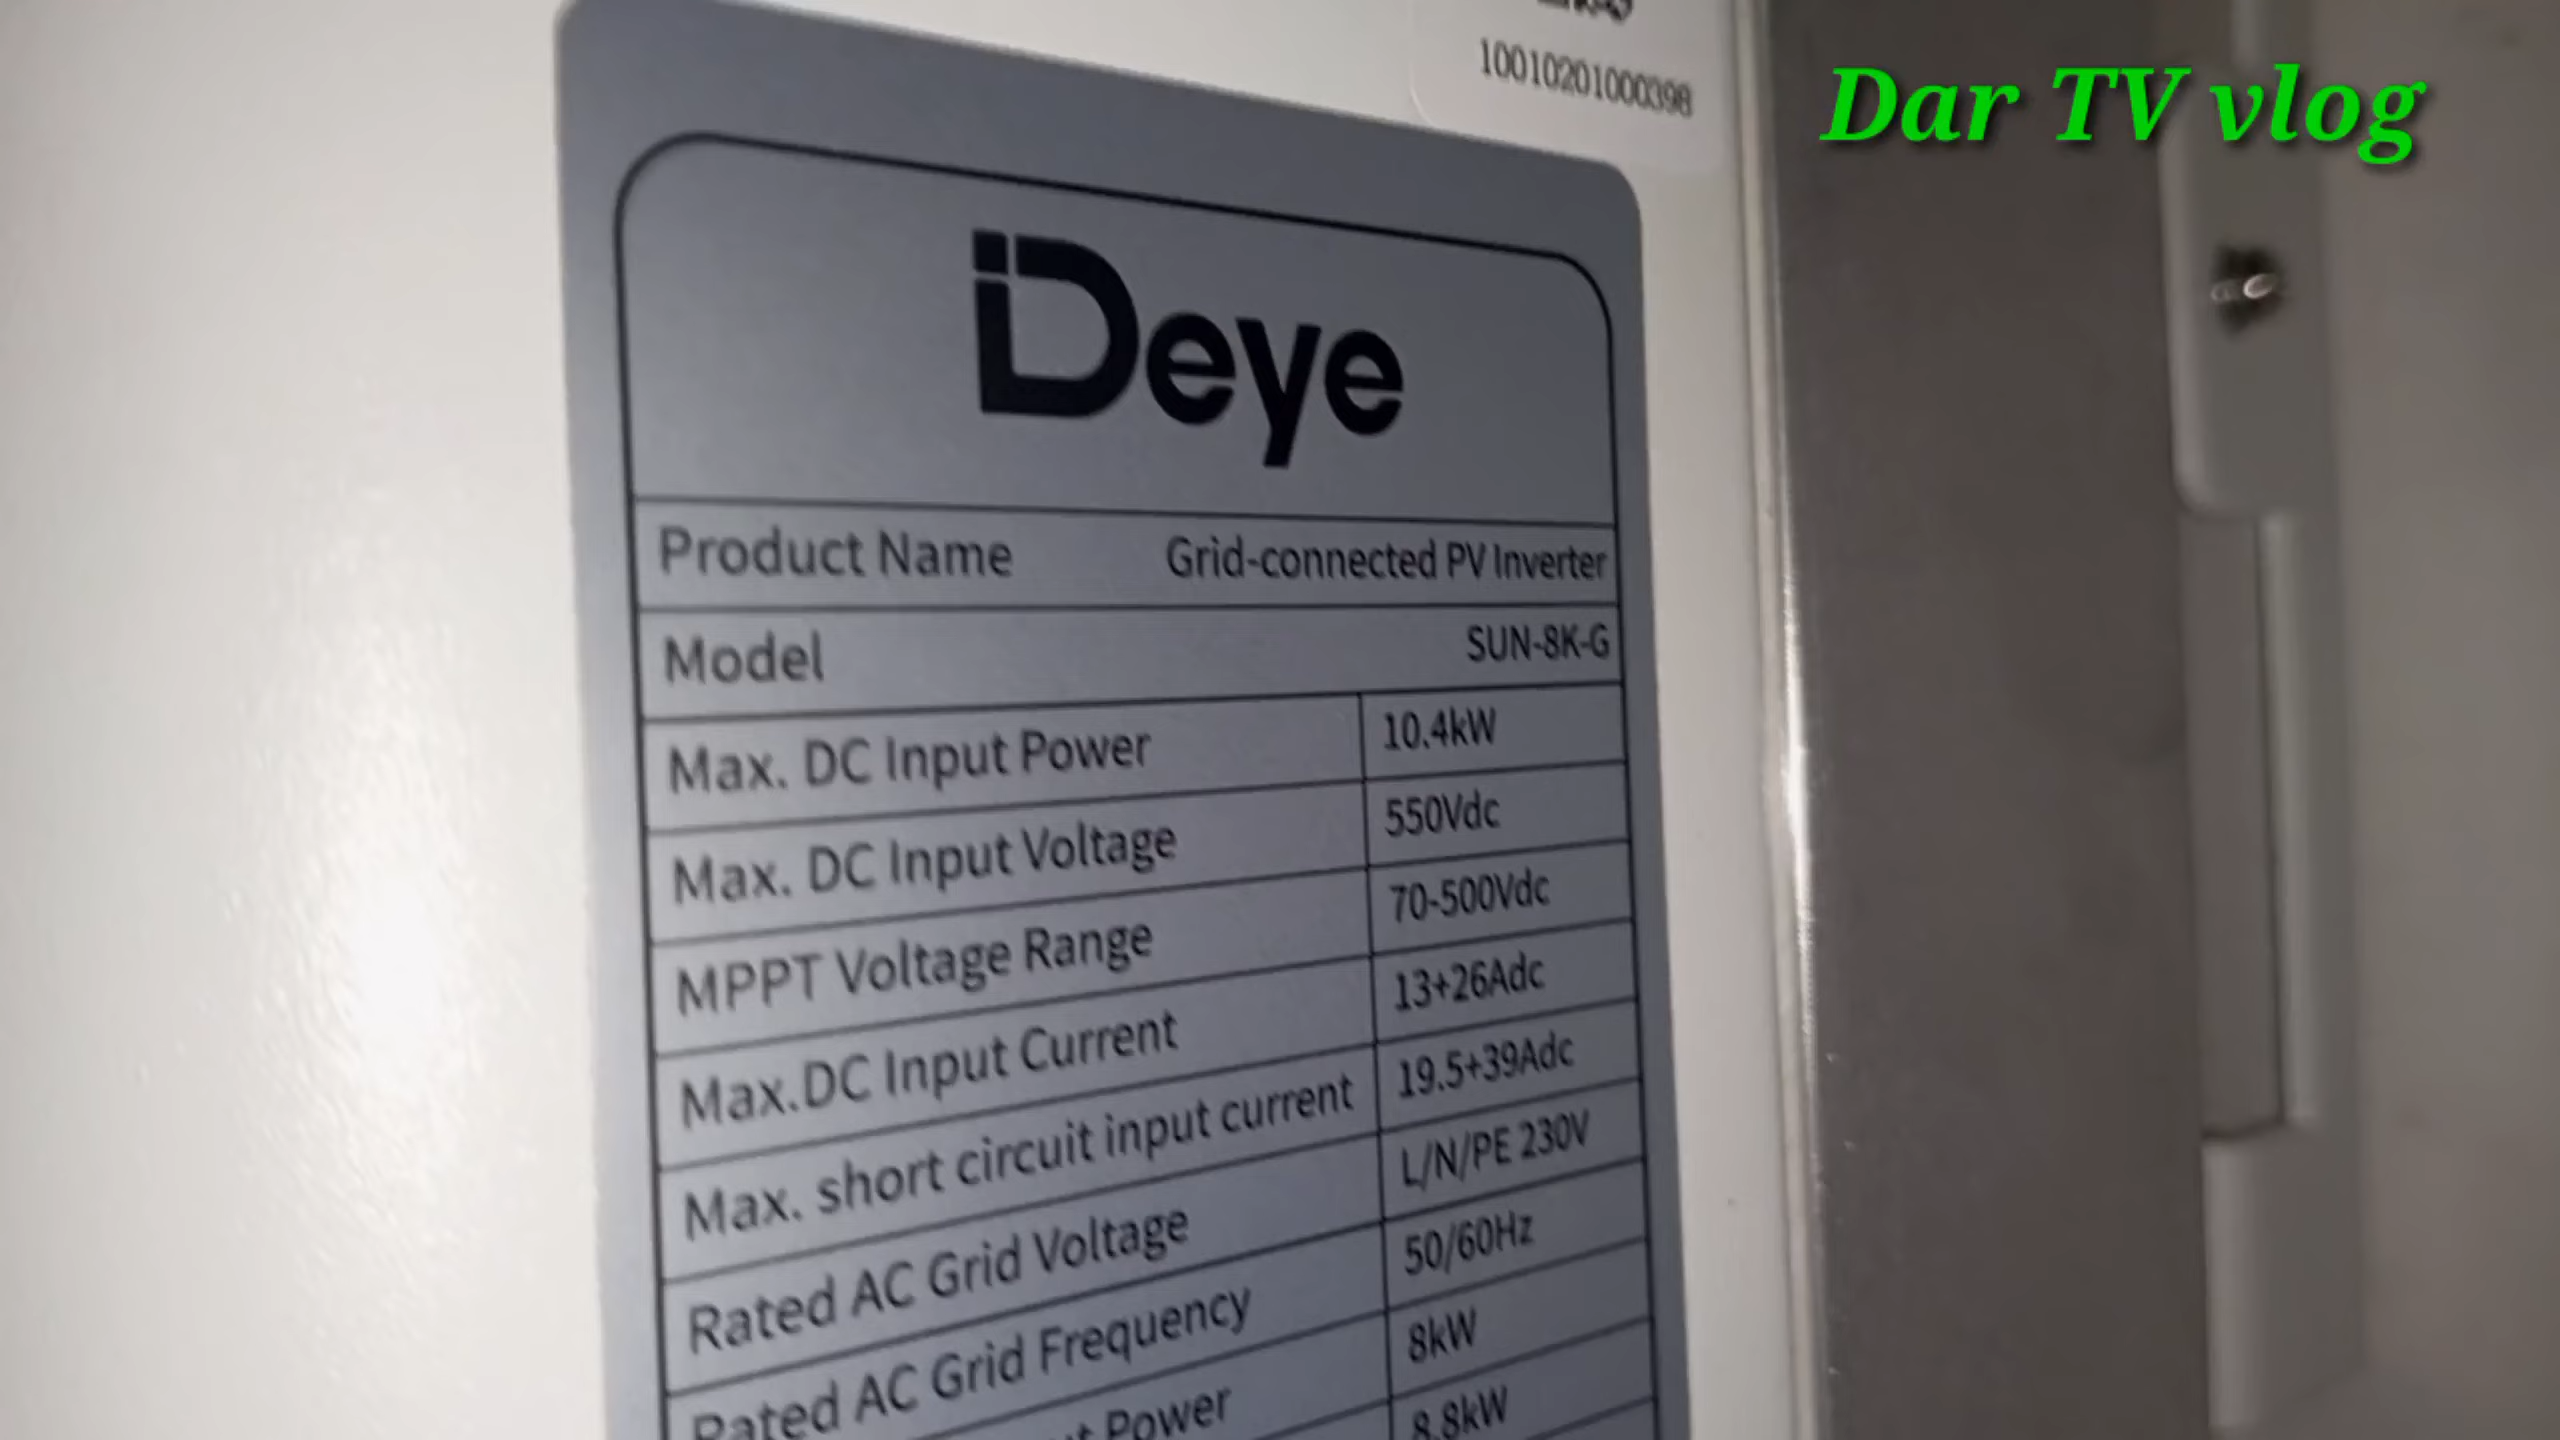 10010201000398
Dar TV vlog
Deye
Product Name Grid-connected PV Inverter
Model SUN-8K-G
Max. DC Input Power 10.4kW
Max. DC Input Voltage 550Vdc
MPPT Voltage Range 70-500Vdc
Max.DC Input Current 13+26Adc
Max. short circuit input current 19.5+39Adc
Rated AC Grid Voltage L/N/PE 230V
Rated AC Grid Frequency 50/60Hz
Power 8kW
8.8kW